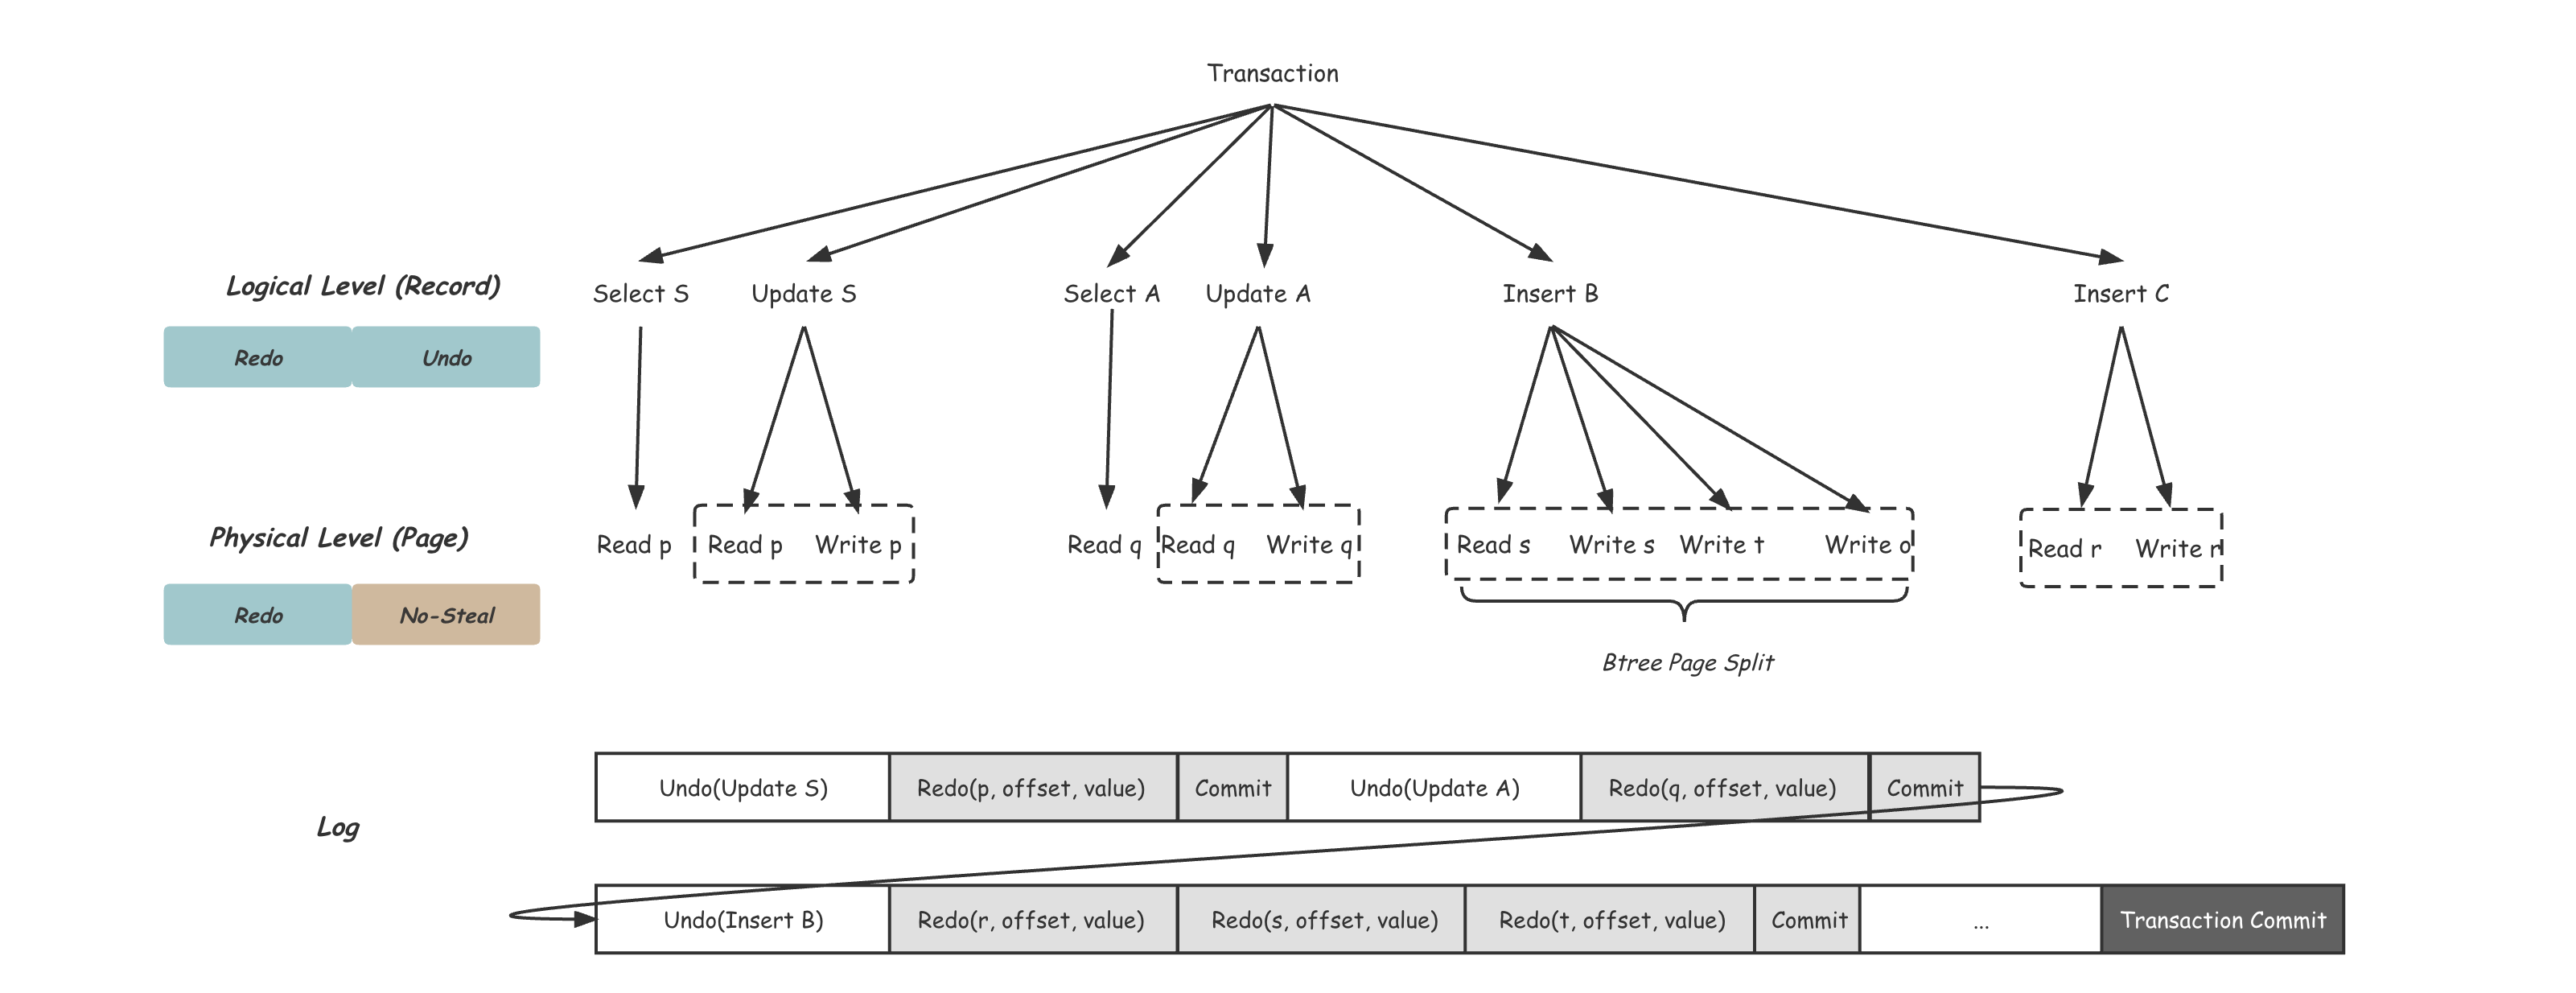 Transaction
Logical Level (Record)
Select S
Update S
Select A
Update A
Insert B
Insert C
Redo
Undo
Physical Level (Page)
Read p
Read p
Write p
Read q
Read q
Write q
Read s
Write s
Write t
Write o
Read r
Write r
Redo
No-Steal
Btree Page Split
Log
Undo(Update S)
Redo(p, offset, value)
Commit
Undo(Update A)
Redo(q, offset, value)
Commit
Undo(Insert B)
Redo(r, offset, value)
Redo(s, offset, value)
Redo(t, offset, value)
Commit
...
Transaction Commit